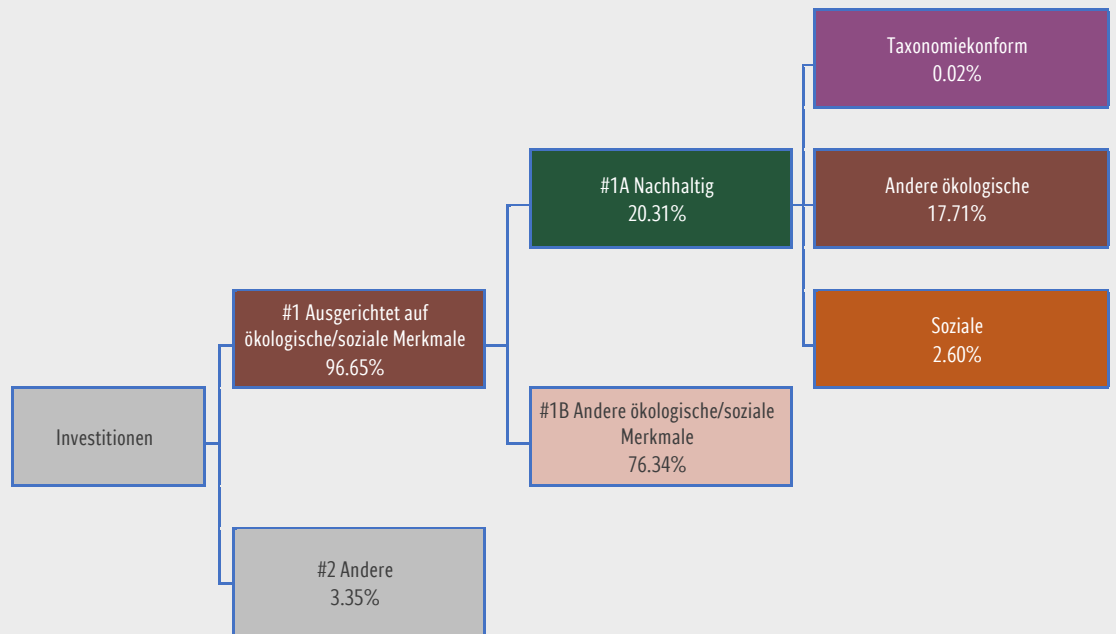 Taxonomiekonform
0.02%
#1A Nachhaltig
20.31%
Andere ökologische
17.71%
#1 Ausgerichtet auf
ökologische/soziale Merkmale
96.65%
Soziale
2.60%
Investitionen
#1B Andere ökologische/soziale
Merkmale
76.34%
#2 Andere
3.35%